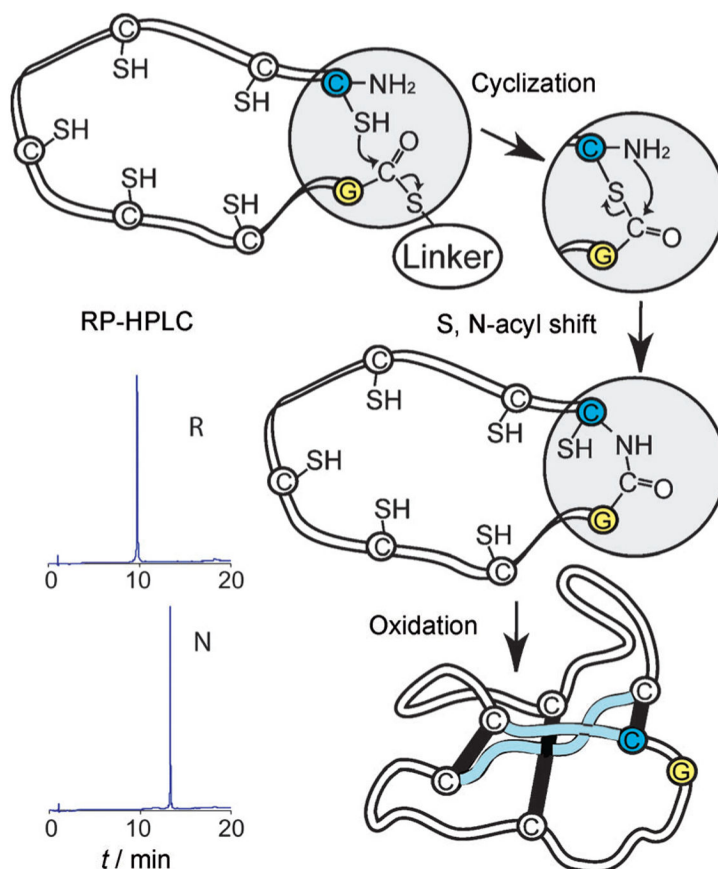 C
SH
C
SH
C
NH₂
SH
Cyclization
C
SH
SH
C
SH
C
G
C
O
S
Linker
C
NH₂
S
C
O
G
RP-HPLC
S, N-acyl shift
R
0
10
20
C
SH
C
SH
C
SH
NH
C
SH
SH
C
SH
C
G
C
O
Oxidation
N
0
10
20
t / min
C
C
C
C
G
C
C